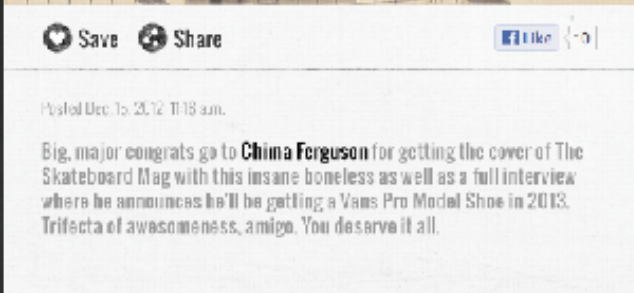 Save Share Like 0
Posted Dec. 15, 2012 11:18 a.m.
Big, major congrats go to Chima Ferguson for getting the cover of The
Skateboard Mag with this insane boneless as well as a full interview
where he announces he'll be getting a Vans Pro Model Shoe in 2013.
Trifecta of awesomeness, amigo. You deserve it all.